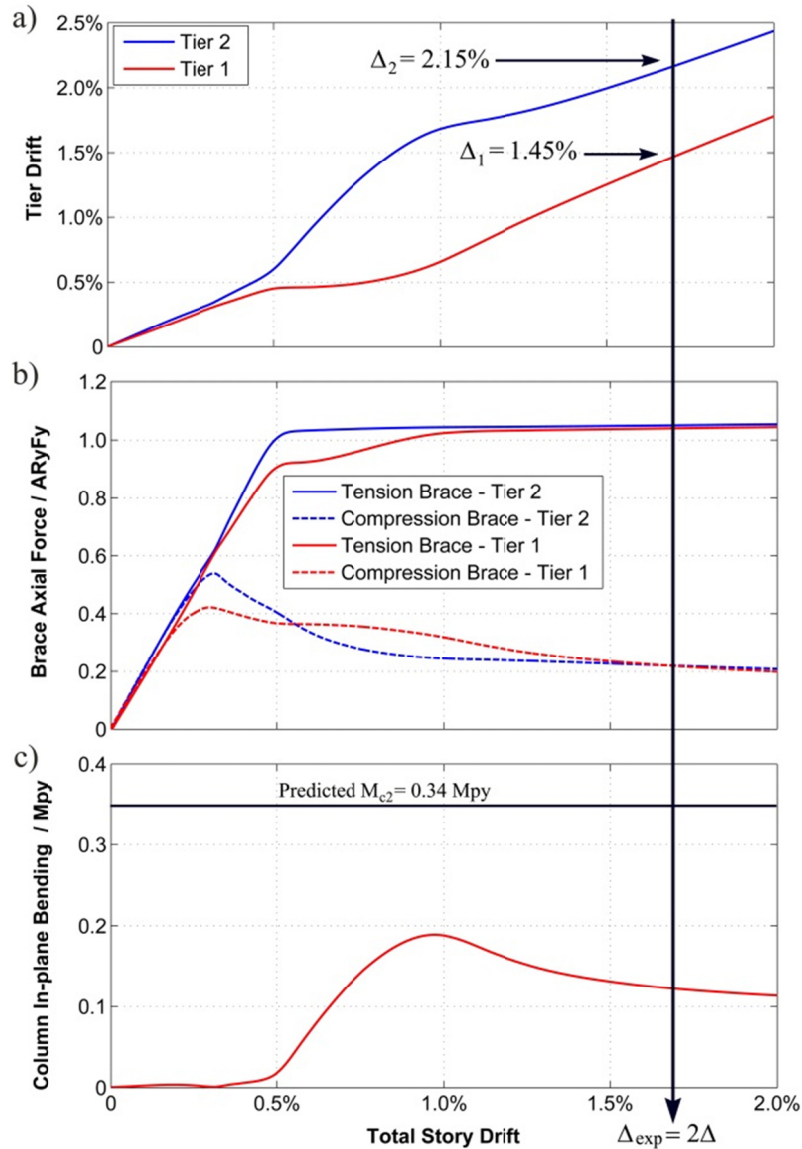 a)
2.5%
2.0%
1.5%
1.0%
0.5%
0
Tier Drift
Tier 2
Tier 1
Δ2 = 2.15%
Δ1 = 1.45%
b)
1.2
1.0
0.8
0.6
0.4
0.2
0
Brace Axial Force / ARyFy
Tension Brace - Tier 2
Compression Brace - Tier 2
Tension Brace - Tier 1
Compression Brace - Tier 1
c)
0.4
0.3
0.2
0.1
0
Column In-plane Bending / Mpy
Predicted Mc2= 0.34 Mpy
0 0.5% 1.0% 1.5% 2.0%
Total Story Drift
Δexp = 2Δ